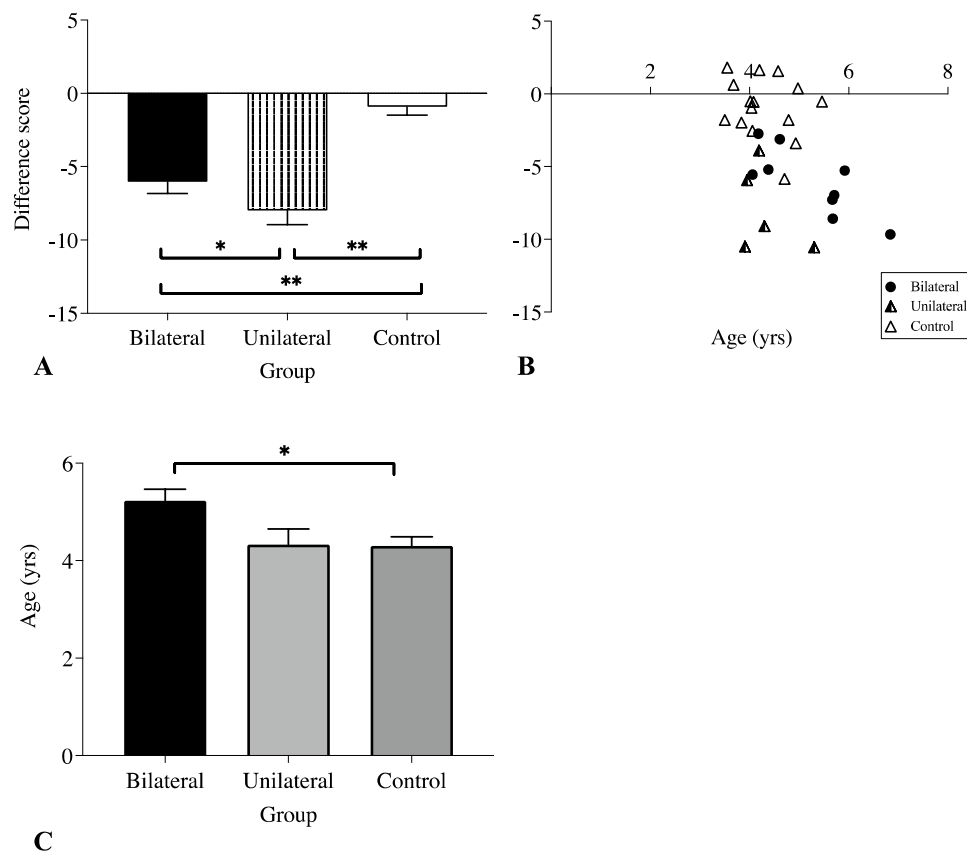 5
0
-5
-10
-15
Difference score
*
**
**
Bilateral Unilateral Control
Group
A
5
0
-5
-10
-15
2 4 6 8
Bilateral
Unilateral
Control
Age (yrs)
B
6
4
2
0
Age (yrs)
*
Bilateral Unilateral Control
Group
C